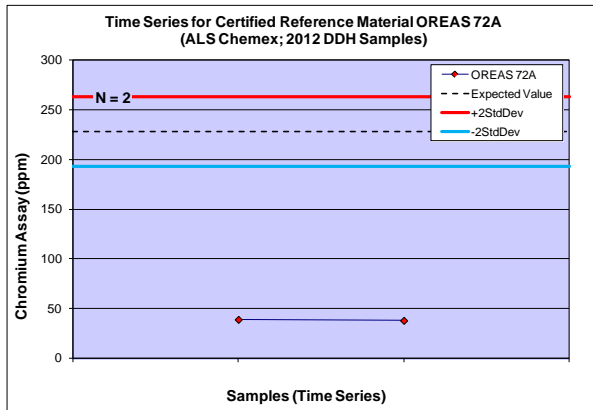 Time Series for Certified Reference Material OREAS 72A
(ALS Chemex; 2012 DDH Samples)
300
250
200
150
100
50
0
Chromium Assay (ppm)
N = 2
OREAS 72A
Expected Value
+2StdDev
-2StdDev
Samples (Time Series)